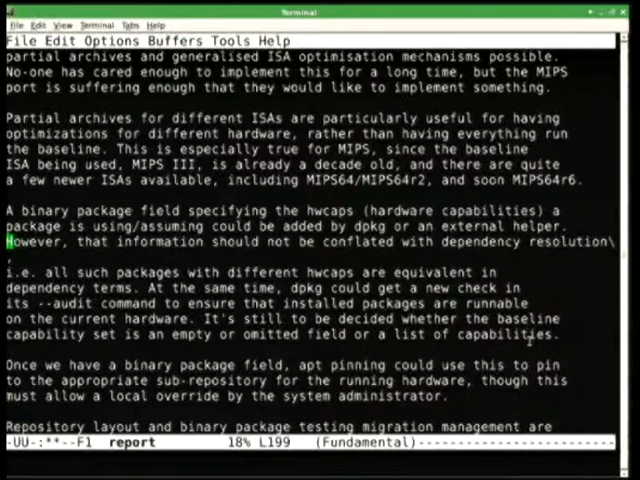 Terminal
File Edit View Terminal Tabs Help
File Edit Options Buffers Tools Help
partial archives and generalised ISA optimisation mechanisms possible.
No-one has cared enough to implement this for a long time, but the MIPS
port is suffering enough that they would like to implement something.
Partial archives for different ISAs are particularly useful for having
optimizations for different hardware, rather than having everything run
the baseline. This is especially true for MIPS, since the baseline
ISA being used, MIPS III, is already a decade old, and there are quite
a few newer ISAs available, including MIPS64/MIPS64r2, and soon MIPS64r6.
A binary package field specifying the hwcaps (hardware capabilities) a
package is using/assuming could be added by dpkg or an external helper.
However, that information should not be conflated with dependency resolution\
,
i.e. all such packages with different hwcaps are equivalent in
dependency terms. At the same time, dpkg could get a new check in
its --audit command to ensure that installed packages are runnable
on the current hardware. It's still to be decided whether the baseline
capability set is an empty or omitted field or a list of capabilities.
Once we have a binary package field, apt pinning could use this to pin
to the appropriate sub-repository for the running hardware, though this
must allow a local override by the system administrator.
Repository layout and binary package testing migration management are
-UU-:**--F1 report 18% L199 (Fundamental)------------------------